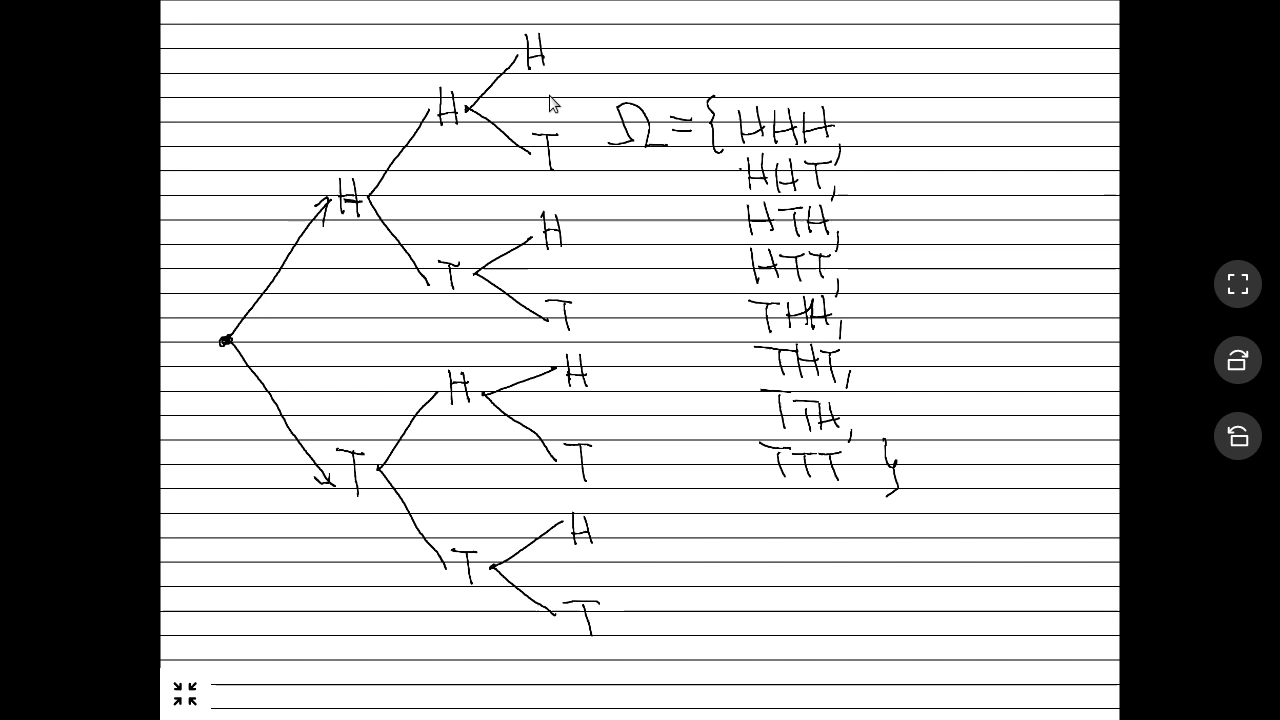 H
H
T
H
H
T
T
H
T
H
H
T
T
H
T
Ω = { HHH,
HHT,
HTH,
HTT,
THH,
THT,
TTH,
TTT }